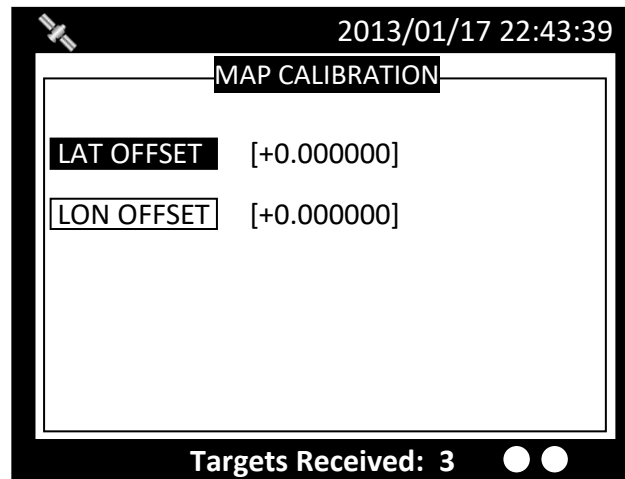 2013/01/17 22:43:39
MAP CALIBRATION
LAT OFFSET [+0.000000]
LON OFFSET [+0.000000]
Targets Received: 3